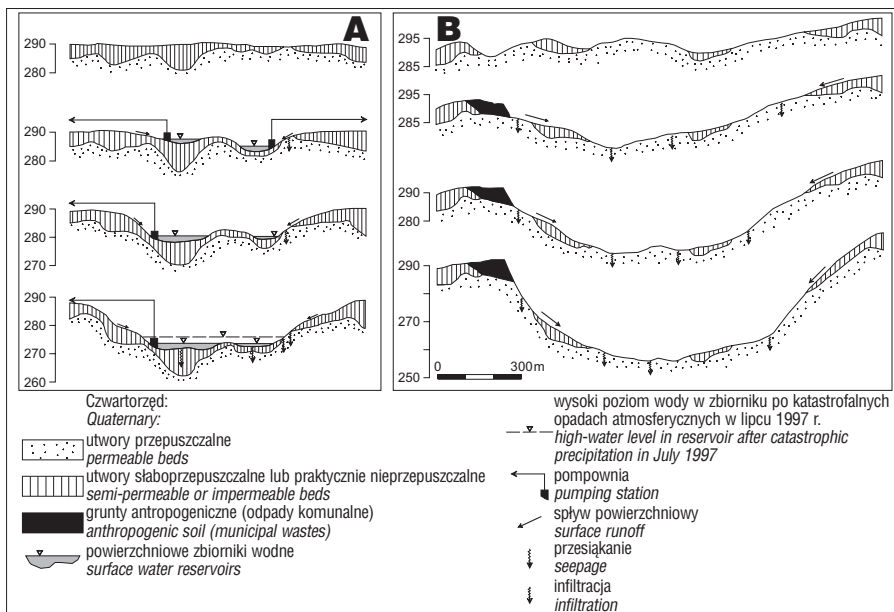 A
290
280
290
280
290
280
270
290
280
270
260
B
295
285
295
285
290
280
290
270
260
250
0 300 m
Czwartorzęd:
Quaternary:
utwory przepuszczalne
permeable beds
utwory słaboprzepuszczalne lub praktycznie nieprzepuszczalne
semi-permeable or impermeable beds
grunty antropogeniczne (odpady komunalne)
anthropogenic soil (municipal wastes)
powierzchniowe zbiorniki wodne
surface water reservoirs
wysoki poziom wody w zbiorniku po katastrofalnych
opadach atmosferycznych w lipcu 1997 r.
high-water level in reservoir after catastrophic
precipitation in July 1997
pompownia
pumping station
spływ powierzchniowy
surface runoff
przesiąkanie
seepage
infiltracja
infiltration